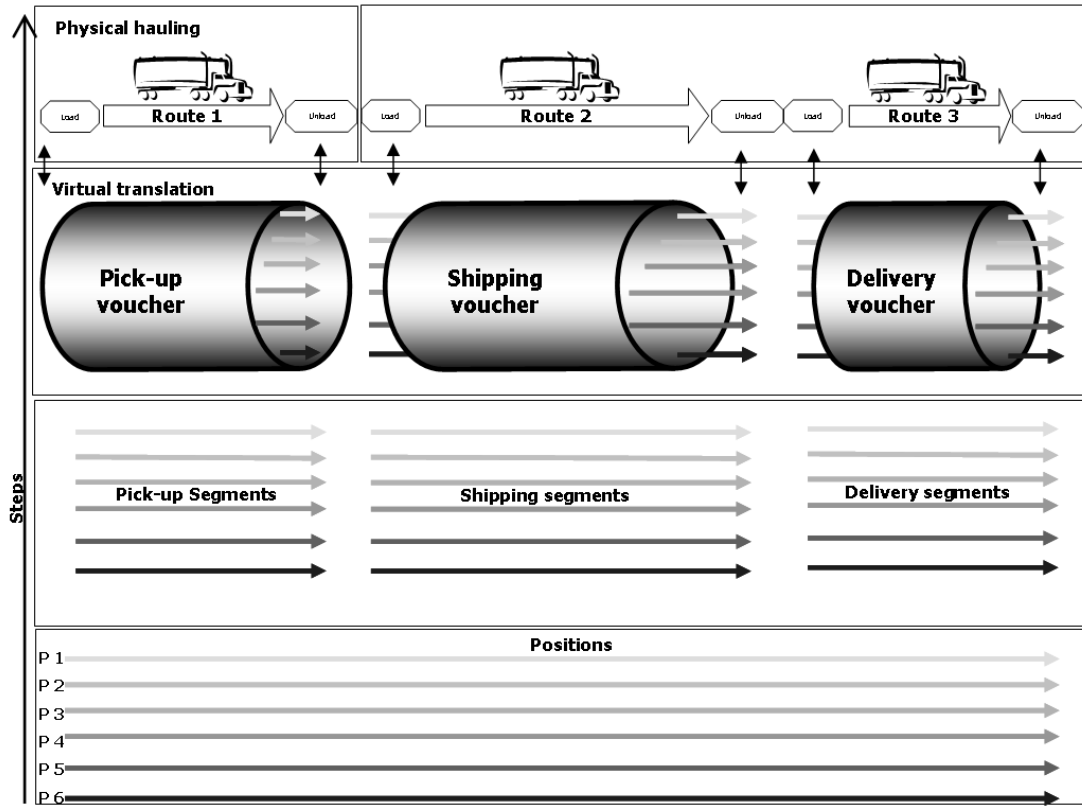 Physical hauling
Load
Route 1
Unload
Load
Route 2
Unload
Load
Route 3
Unload
Virtual translation
Pick-up
voucher
Shipping
voucher
Delivery
voucher
Steps
Pick-up Segments
Shipping segments
Delivery segments
Positions
P 1
P 2
P 3
P 4
P 5
P 6